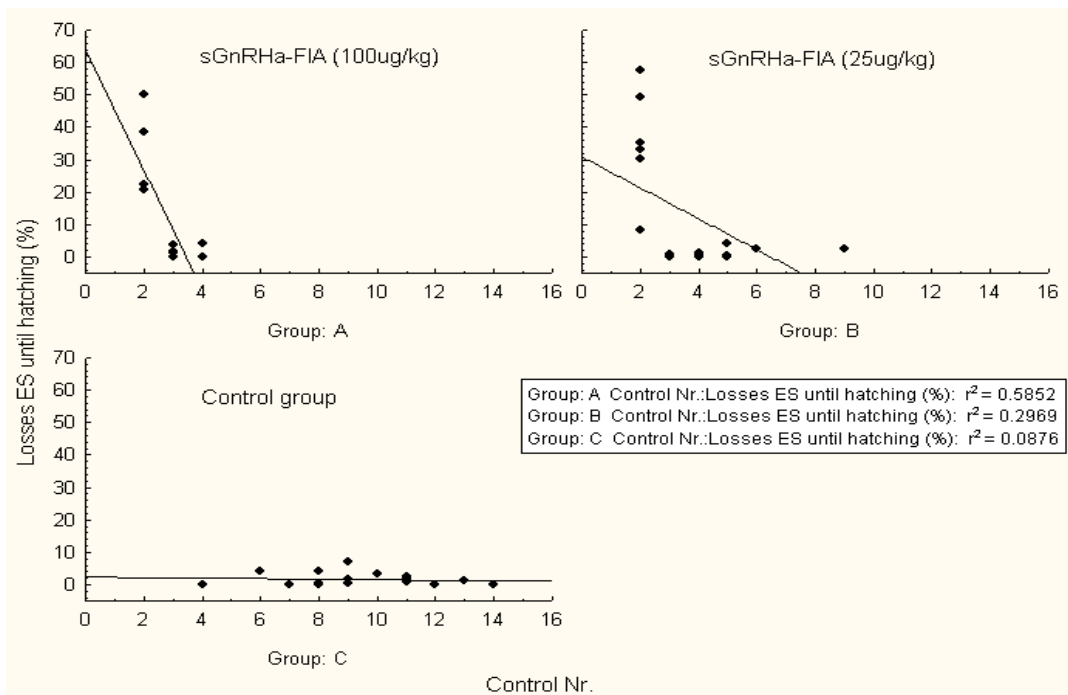 sGnRHa-FIA (100ug/kg)
70
60
50
40
30
20
10
0
0 2 4 6 8 10 12 14 16
Group: A
sGnRHa-FIA (25ug/kg)
0 2 4 6 8 10 12 14 16
Group: B
Losses ES until hatching (%)
Control group
70
60
50
40
30
20
10
0
0 2 4 6 8 10 12 14 16
Group: C
Group: A Control Nr.:Losses ES until hatching (%): r² = 0.5852
Group: B Control Nr.:Losses ES until hatching (%): r² = 0.2969
Group: C Control Nr.:Losses ES until hatching (%): r² = 0.0876
Control Nr.